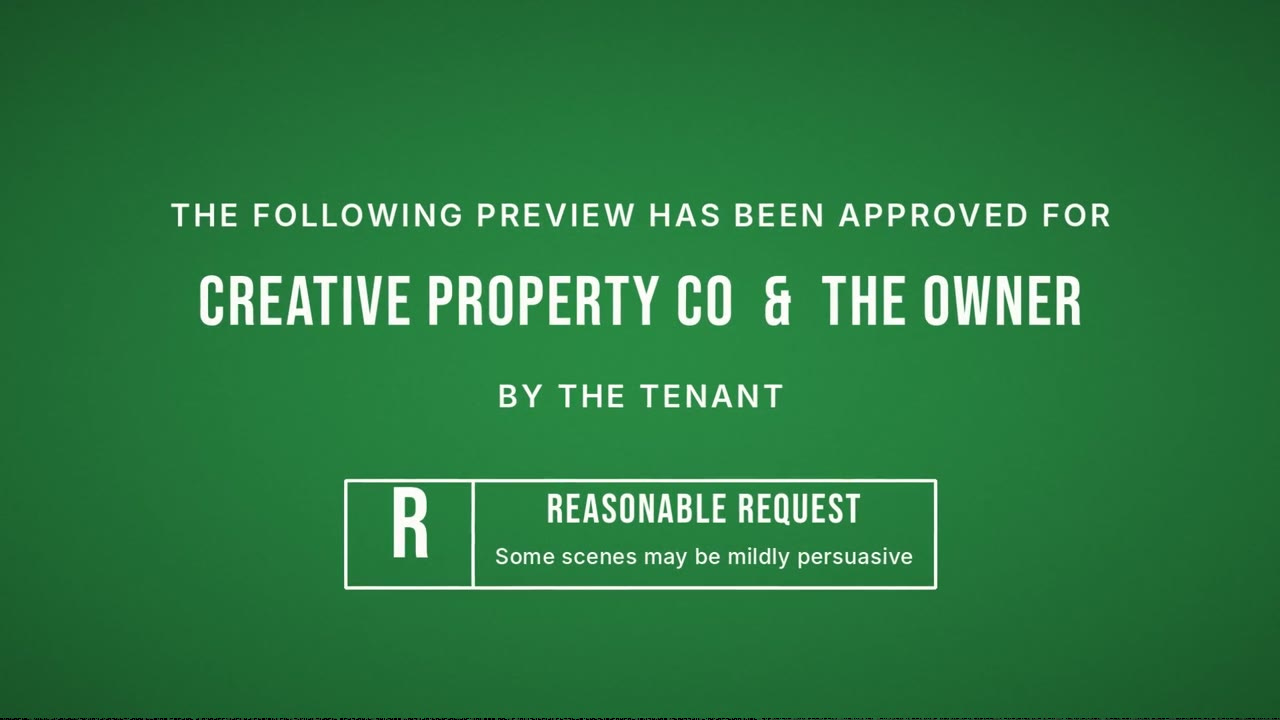 THE FOLLOWING PREVIEW HAS BEEN APPROVED FOR
CREATIVE PROPERTY CO & THE OWNER
BY THE TENANT
R
REASONABLE REQUEST
Some scenes may be mildly persuasive